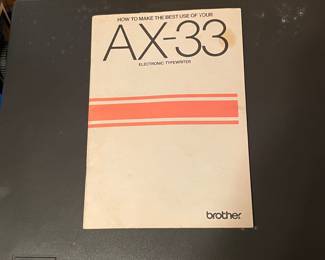 HOW TO MAKE THE BEST USE OF YOUR
AX-33
ELECTRONIC TYPEWRITER
brother